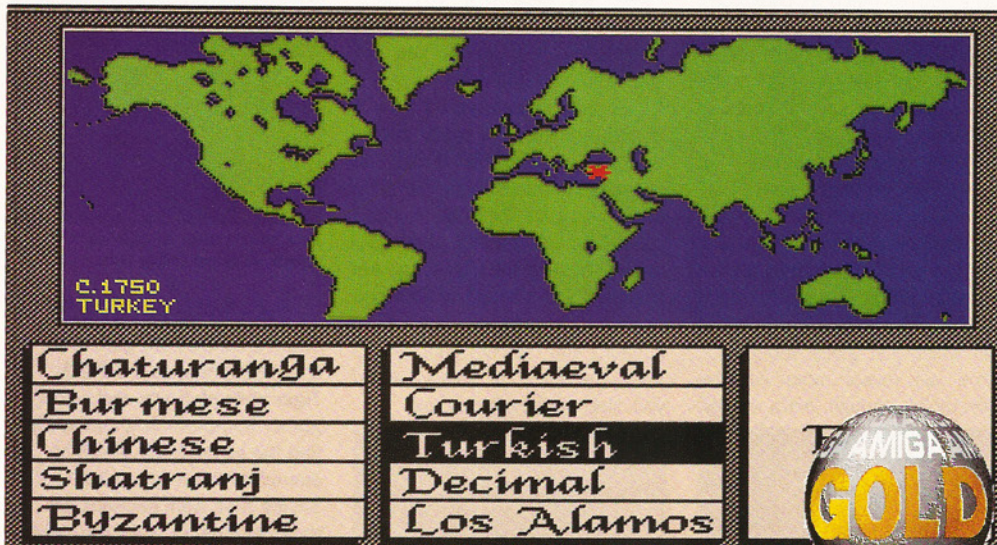 C.1750
TURKEY
Chaturanga
Burmese
Chinese
Shatranj
Byzantine
Mediaeval
Courier
Turkish
Decimal
Los Alamos
AMIGA
GOLD